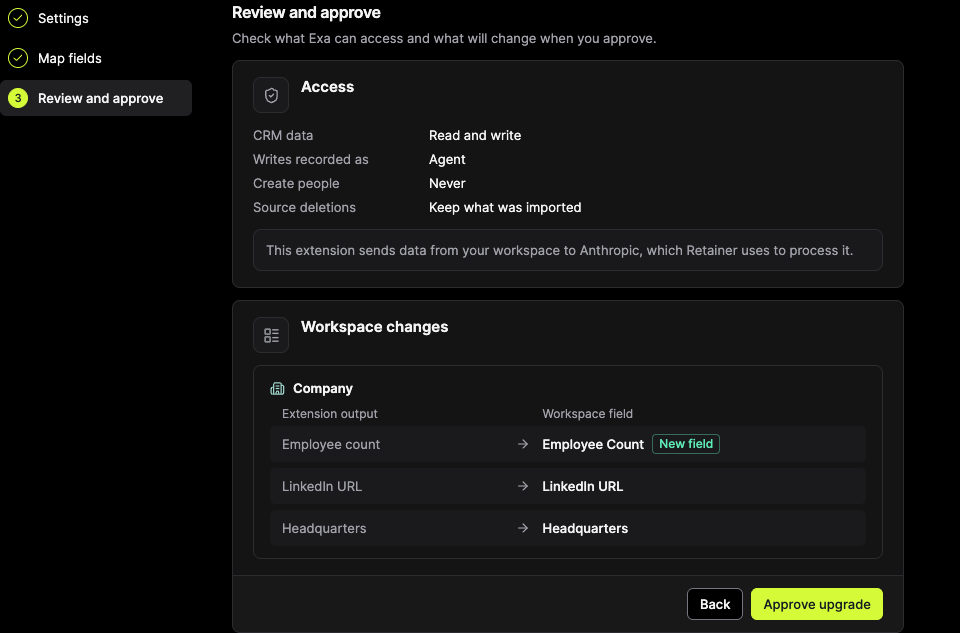 Settings
Map fields
3 Review and approve
Review and approve
Check what Exa can access and what will change when you approve.
Access
CRM data Read and write
Writes recorded as Agent
Create people Never
Source deletions Keep what was imported
This extension sends data from your workspace to Anthropic, which Retainer uses to process it.
Workspace changes
Company
Extension output Workspace field
Employee count → Employee Count New field
LinkedIn URL → LinkedIn URL
Headquarters → Headquarters
Back Approve upgrade